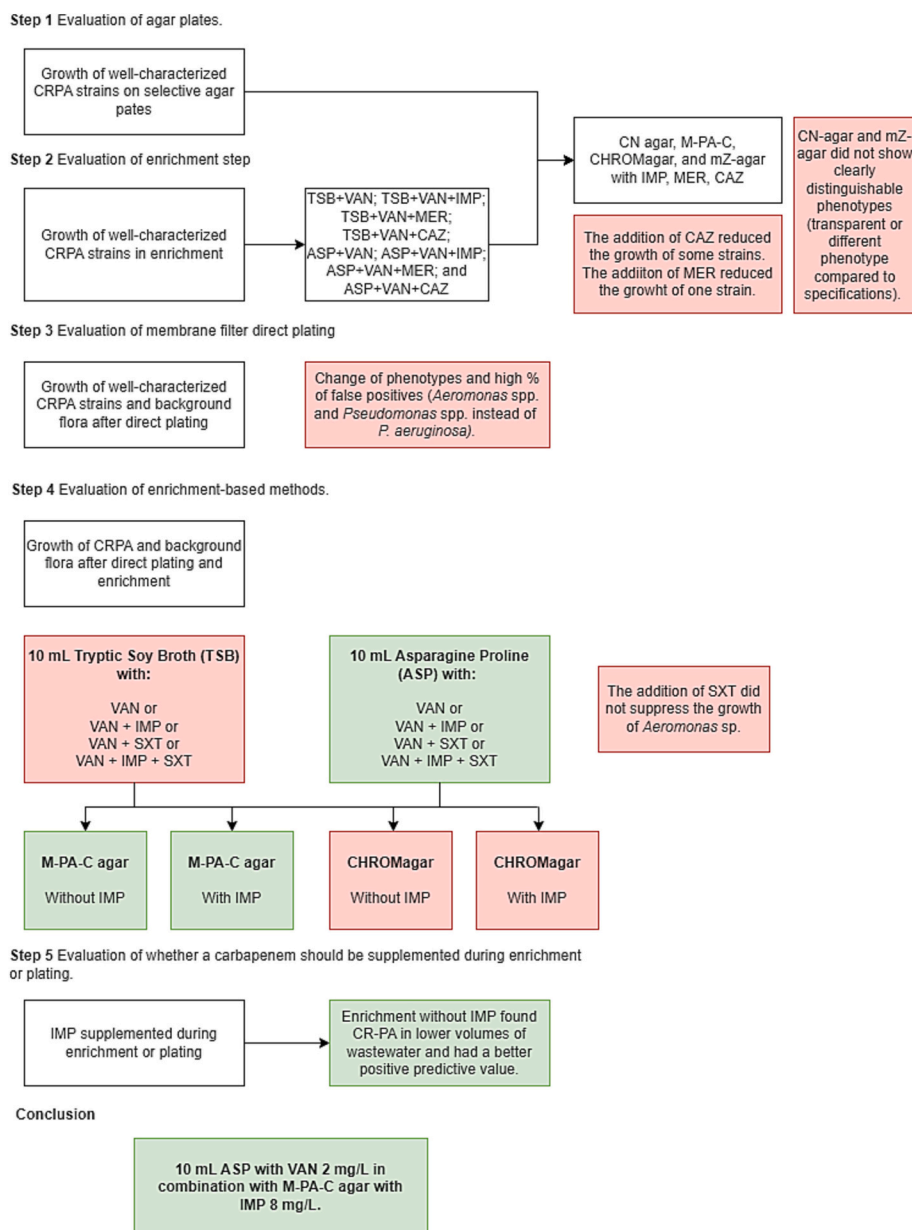 Step 1 Evaluation of agar plates.
Growth of well-characterized
CRPA strains on selective agar
pates
CN agar, M-PA-C,
CHROMagar, and mZ-agar
with IMP, MER, CAZ
CN-agar and mZ-
agar did not show
clearly
distinguishable
phenotypes
(transparent or
different
phenotype
compared to
specifications).
Step 2 Evaluation of enrichment step
Growth of well-characterized
CRPA strains in enrichment
TSB+VAN; TSB+VAN+IMP;
TSB+VAN+MER;
TSB+VAN+CAZ;
ASP+VAN; ASP+VAN+IMP;
ASP+VAN+MER; and
ASP+VAN+CAZ
The addition of CAZ reduced
the growth of some strains.
The addiiton of MER reduced
the growht of one strain.
Step 3 Evaluation of membrane filter direct plating
Growth of well-characterized
CRPA strains and background
flora after direct plating
Change of phenotypes and high %
of false positives (Aeromonas spp.
and Pseudomonas spp. instead of
P. aeruginosa).
Step 4 Evaluation of enrichment-based methods.
Growth of CRPA and background
flora after direct plating and
enrichment
10 mL Tryptic Soy Broth (TSB)
with:
VAN or
VAN + IMP or
VAN + SXT or
VAN + IMP + SXT
10 mL Asparagine Proline
(ASP) with:
VAN or
VAN + IMP or
VAN + SXT or
VAN + IMP + SXT
The addition of SXT did
not suppress the growth
of Aeromonas sp.
M-PA-C agar
Without IMP
M-PA-C agar
With IMP
CHROMagar
Without IMP
CHROMagar
With IMP
Step 5 Evaluation of whether a carbapenem should be supplemented during enrichment
or plating.
IMP supplemented during
enrichment or plating
Enrichment without IMP found
CR-PA in lower volumes of
wastewater and had a better
positive predictive value.
Conclusion
10 mL ASP with VAN 2 mg/L in
combination with M-PA-C agar with
IMP 8 mg/L.